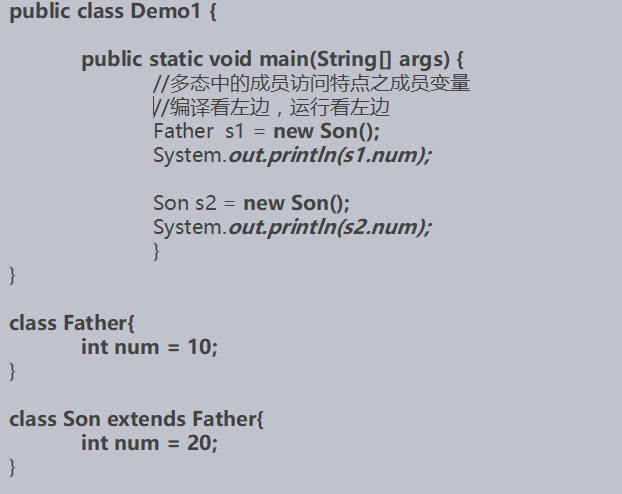 public class Demo1 {
public static void main(String[] args) {
//多态中的成员访问特点之成员变量
//编译看左边，运行看左边
Father  s1 = new Son();
System.out.println(s1.num);
Son s2 = new Son();
System.out.println(s2.num);
}
}
class Father{
int num = 10;
}
class Son extends Father{
int num = 20;
}